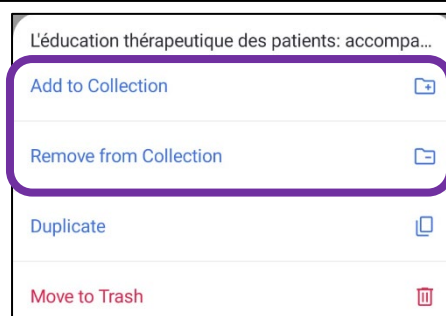 L'éducation thérapeutique des patients: accompa...
Add to Collection
Remove from Collection
Duplicate
Move to Trash